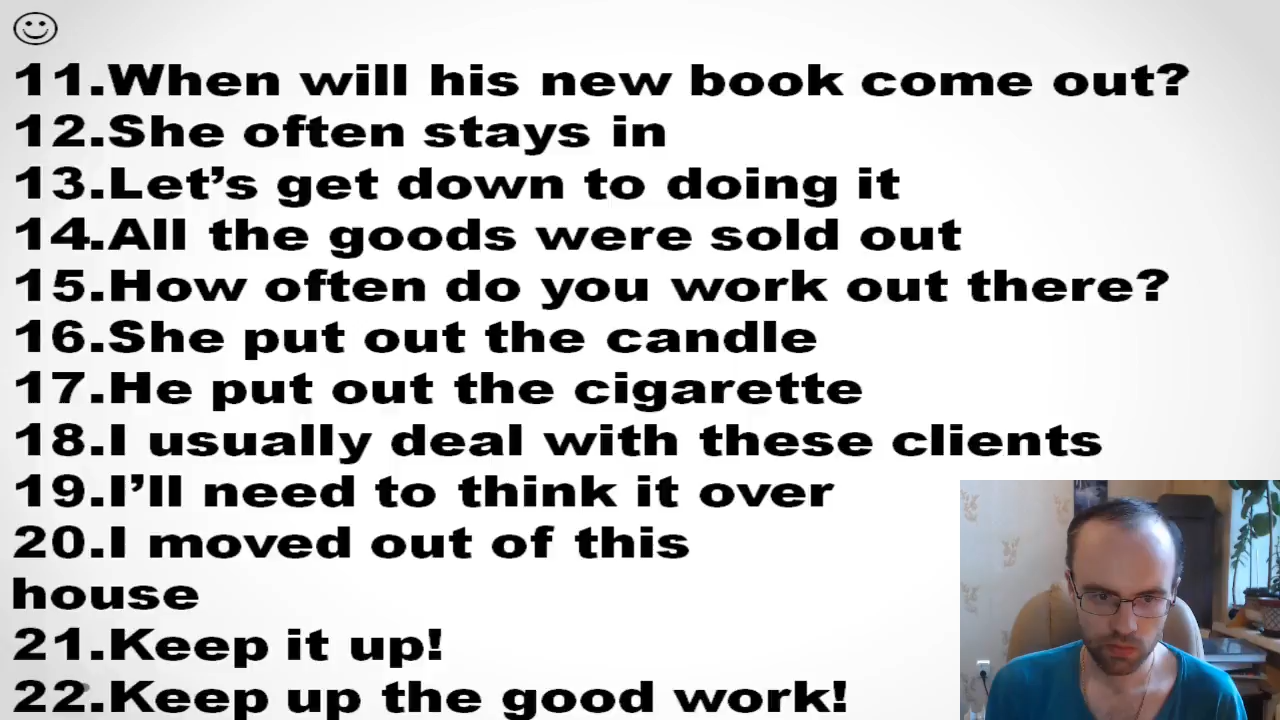 11.When will his new book come out?
12.She often stays in
13.Let’s get down to doing it
14.All the goods were sold out
15.How often do you work out there?
16.She put out the candle
17.He put out the cigarette
18.I usually deal with these clients
19.I’ll need to think it over
20.I moved out of this
house
21.Keep it up!
22.Keep up the good work!